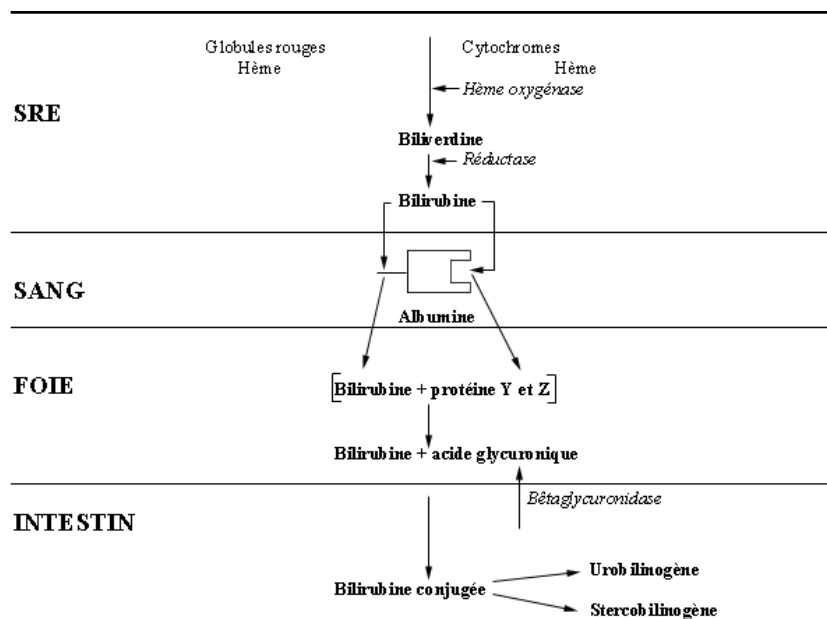 Globules rouges Cytochromes
Hème Hème
Hème oxygénase
SRE
Biliverdine
Réductase
Bilirubine
SANG
Albumine
FOIE
[Bilirubine + protéine Y et Z]
Bilirubine + acide glycuronique
Bêtaglycuronidase
INTESTIN
Urobilinogène
Bilirubine conjugée
Stercobilinogène